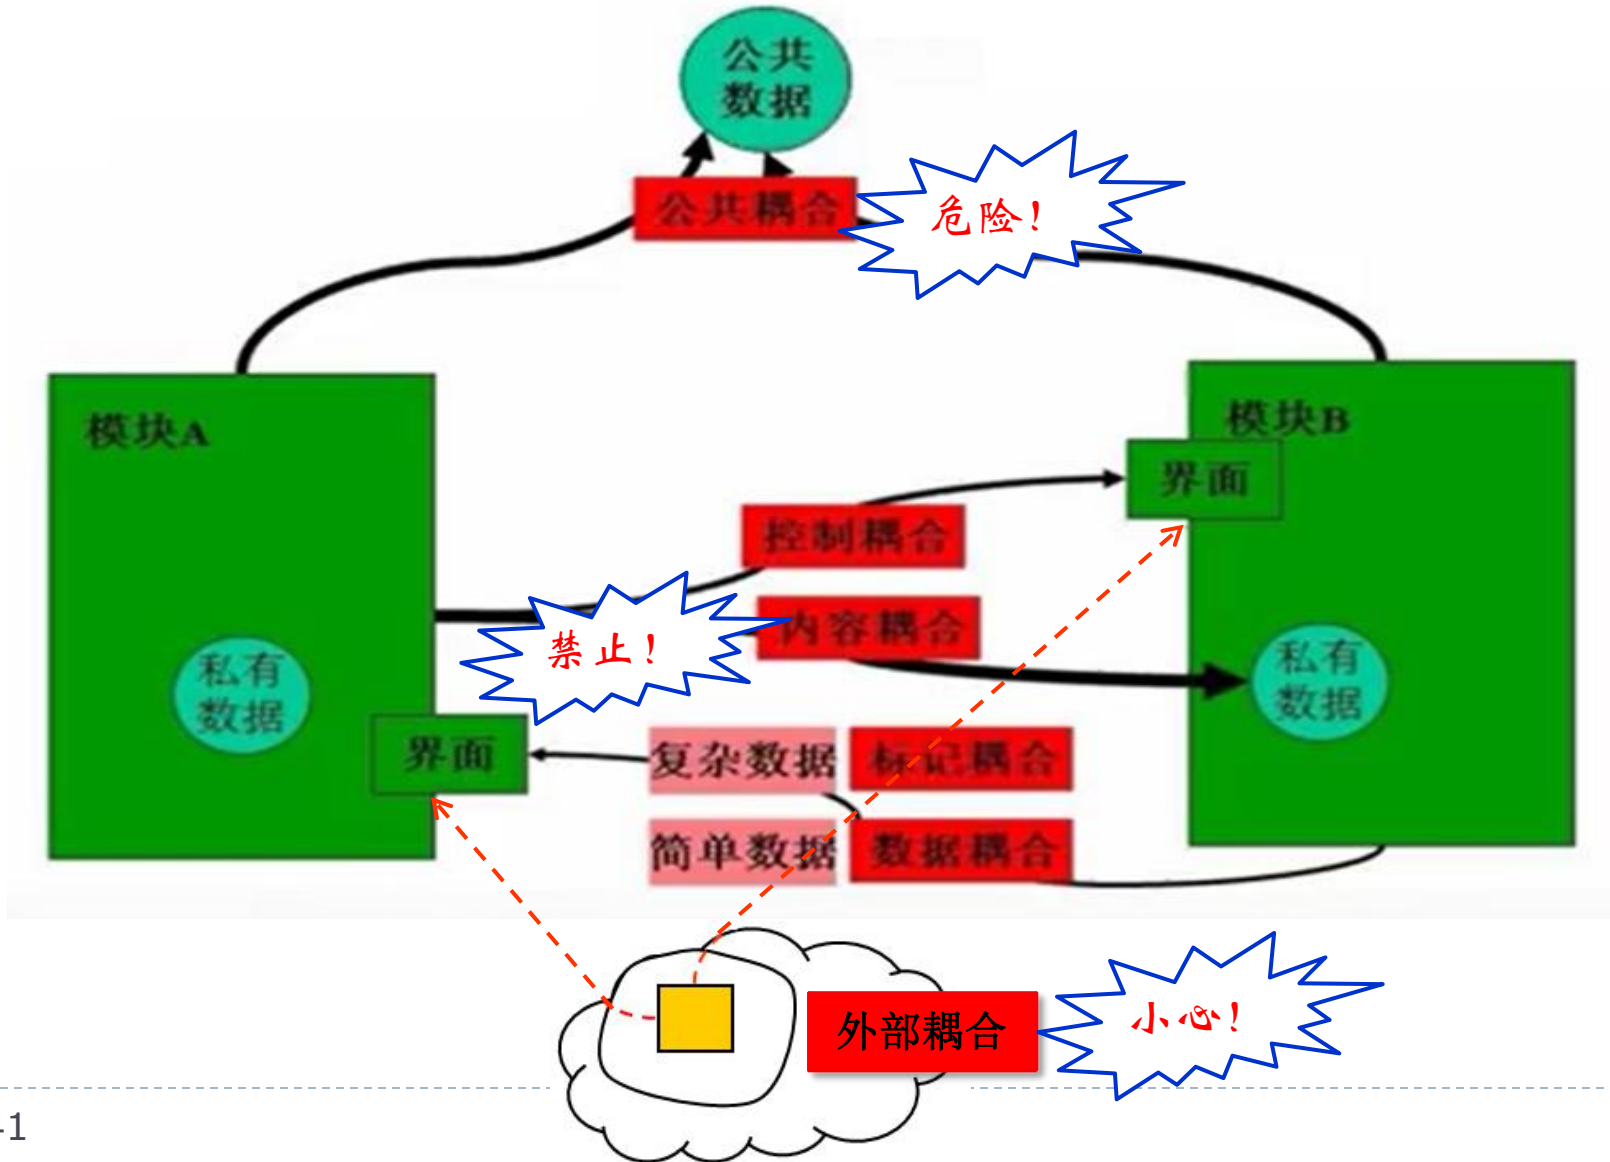 公共
数据
公共耦合
危险！
模块A
模块B
界面
控制耦合
禁止！
内容耦合
私有
数据
私有
数据
界面
复杂数据
标记耦合
简单数据
数据耦合
外部耦合
小心！